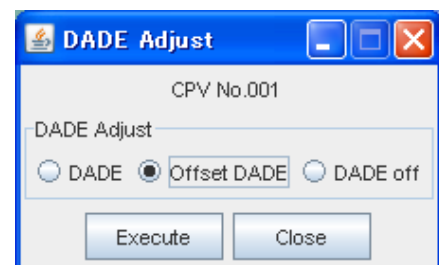 DADE Adjust
CPV No.001
DADE Adjust
DADE Offset DADE DADE off
Execute Close